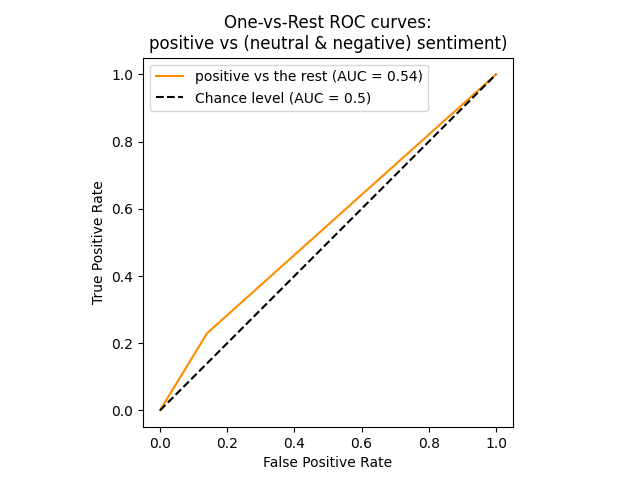 One-vs-Rest ROC curves:
positive vs (neutral & negative) sentiment)
positive vs the rest (AUC = 0.54)
Chance level (AUC = 0.5)
1.0
0.8
0.6
0.4
0.2
0.0
True Positive Rate
0.0 0.2 0.4 0.6 0.8 1.0
False Positive Rate